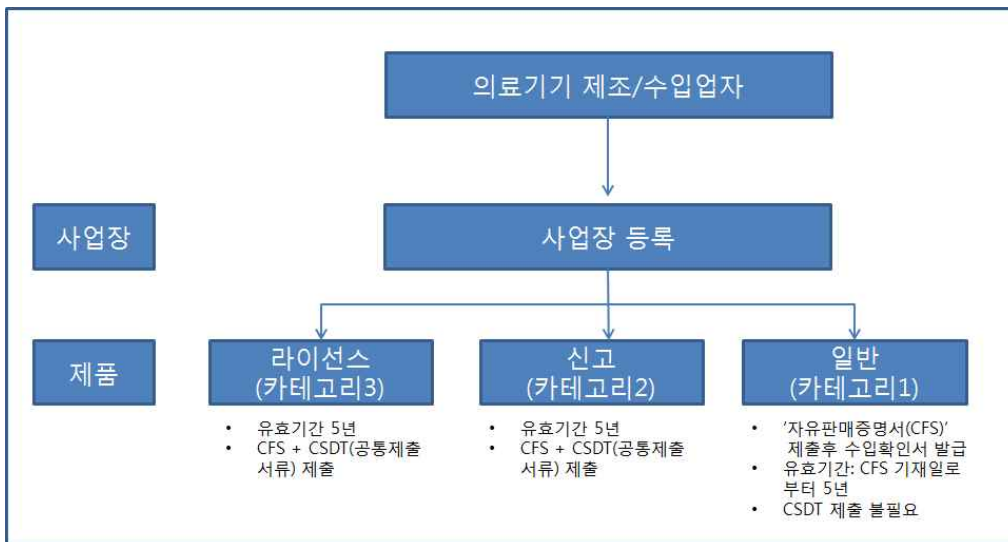 의료기기 제조/수입업자
사업장
사업장 등록
제품
라이선스
(카테고리3)
• 유효기간 5년
• CFS + CSDT(공통제출
서류) 제출
신고
(카테고리2)
• 유효기간 5년
• CFS + CSDT(공통제출
서류) 제출
일반
(카테고리1)
• ‘자유판매증명서(CFS)’
제출후 수입확인서 발급
• 유효기간: CFS 기재일로
부터 5년
• CSDT 제출 불필요